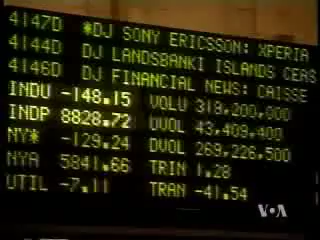 4147D *DJ SONY ERICSSON: XPERIA
4144D DJ LANDSBANKI ISLANDS CEAS
4146D DJ FINANCIAL NEWS: CAISSE
INDU -148.15 VOLU 318,200,000
INDP 8828.72 DVOL 43,409,400
NY* -129.24 DVOL 269,226,500
NYA 5841.66 TRIN 1.28
UTIL -7.11 TRAN -41.54
VOA